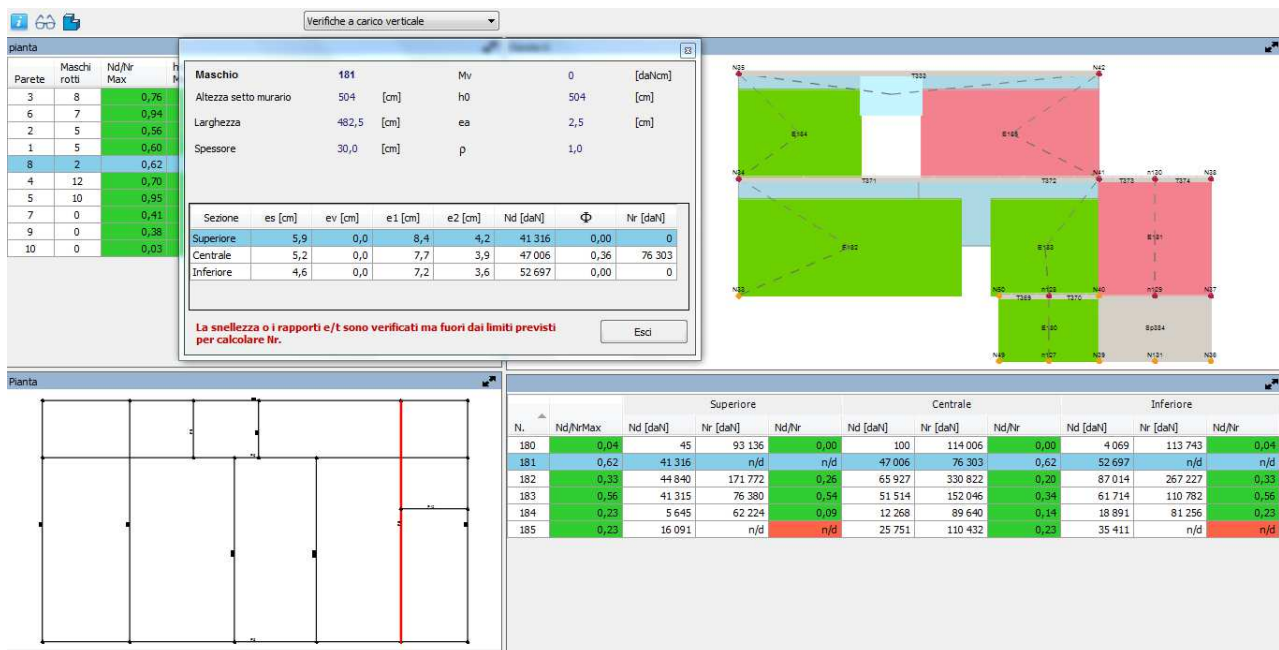 Verifiche a carico verticale
pianta
Parete Maschi rotti Nd/Nr Max h
3 8 0,76
6 7 0,94
2 5 0,56
1 5 0,60
8 2 0,62
4 12 0,70
5 10 0,95
7 0 0,41
9 0 0,38
10 0 0,03
Maschio 181 Mv 0 [daNcm]
Altezza setto murario 504 [cm] h0 504 [cm]
Larghezza 482,5 [cm] ea 2,5 [cm]
Spessore 30,0 [cm] ρ 1,0
Sezione es [cm] ev [cm] e1 [cm] e2 [cm] Nd [daN] Φ Nr [daN]
Superiore 5,9 0,0 8,4 4,2 41 316 0,00 0
Centrale 5,2 0,0 7,7 3,9 47 006 0,36 76 303
Inferiore 4,6 0,0 7,2 3,6 52 697 0,00 0
La snellezza o i rapporti e/t sono verificati ma fuori dai limiti previsti
per calcolare Nr.
Esci
N35 T333 N42
E184 E185
N34 T371 T372 N41 T373 n130 T374 N38
E182 E183 E181
N33 N50 n128 N40 n129 N37
T369 T370
E180 Sp334
N49 n127 N39 N131 N36
Pianta
Superiore Centrale Inferiore
N. Nd/NrMax Nd [daN] Nr [daN] Nd/Nr Nd [daN] Nr [daN] Nd/Nr Nd [daN] Nr [daN] Nd/Nr
180 0,04 45 93 136 0,00 100 114 006 0,00 4 069 113 743 0,04
181 0,62 41 316 n/d n/d 47 006 76 303 0,62 52 697 n/d n/d
182 0,33 44 840 171 772 0,26 65 927 330 822 0,20 87 014 267 227 0,33
183 0,56 41 315 76 380 0,54 51 514 152 046 0,34 61 714 110 782 0,56
184 0,23 5 645 62 224 0,09 12 268 89 640 0,14 18 891 81 256 0,23
185 0,23 16 091 n/d n/d 25 751 110 432 0,23 35 411 n/d n/d